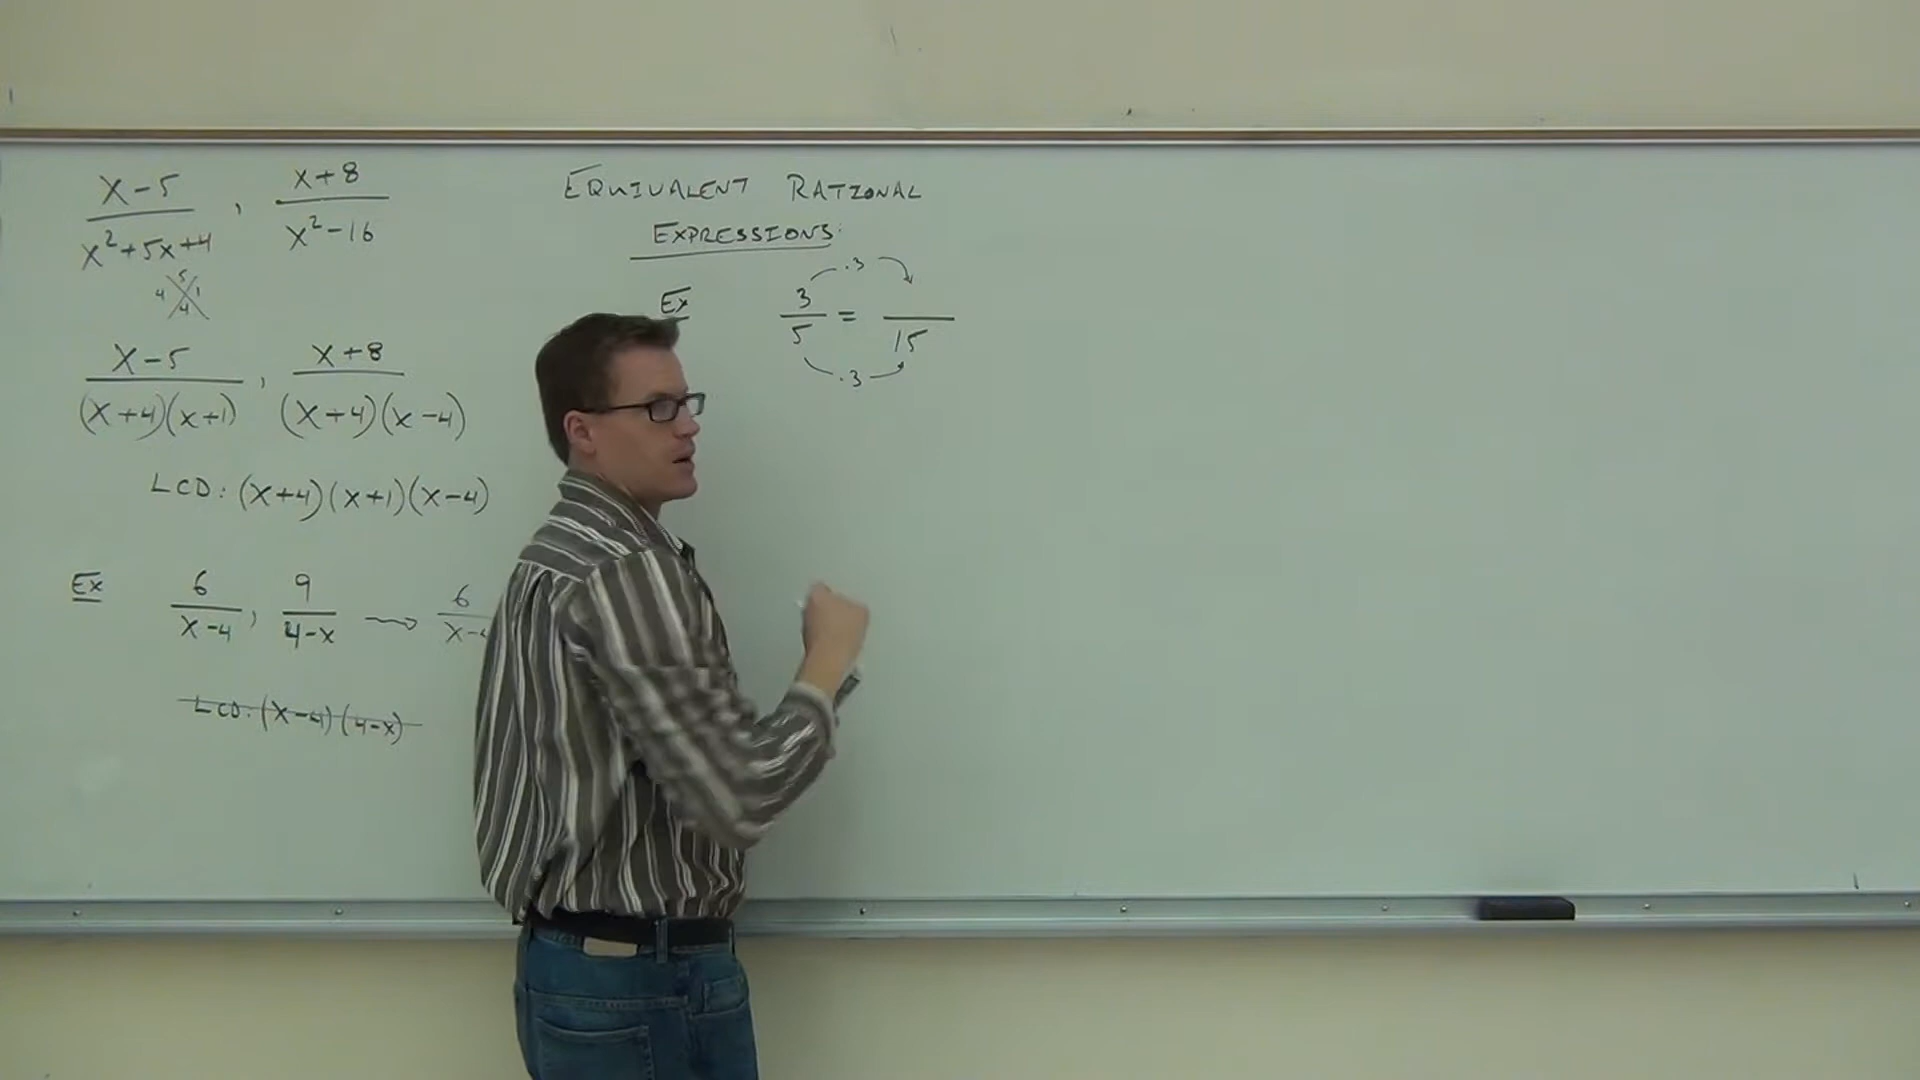 x-5 , x+8
x²+5x+4 x²-16
5
4 1
4
x-5 , x+8
(x+4)(x+1) (x+4)(x-4)
LCD: (x+4)(x+1)(x-4)
Ex 6 , 9 → 6
x-4 4-x x-
LCD: (x-4)(4-x)
EQUIVALENT RATIONAL
EXPRESSIONS:
·3
Ex 3 =
5 15
·3